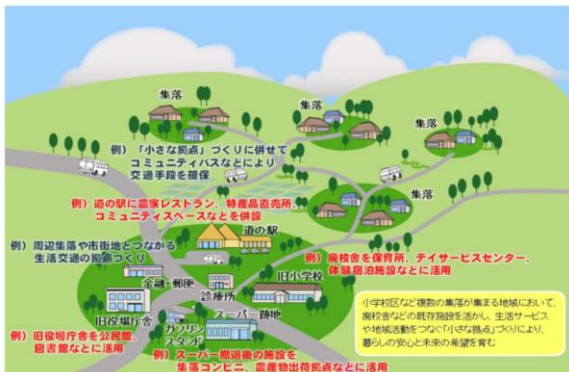 集落
集落
集落
例）「小さな拠点」づくりに併せて
コミュニティバスなどにより
交通手段を確保
集落
例）道の駅に農家レストラン、特産品直売所、
コミュニティスペースなどを併設
道の駅
例）周辺集落や市街地とつながる
生活交通の拠点づくり
例）廃校舎を保育所、デイサービスセンター、
体験宿泊施設などに活用
金融・郵便
旧小学校
診療所
旧役場庁舎
スーパー跡地
ガソリン
スタンド
例）旧役場庁舎を公民館、
図書館などに活用
例）スーパー撤退後の施設を
集落コンビニ、農産物出荷拠点などに活用
小学校区など複数の集落が集まる地域において、
廃校舎などの既存施設を活かし、生活サービス
や地域活動をつなぐ「小さな拠点」づくりにより、
暮らしの安心と未来の希望を育む